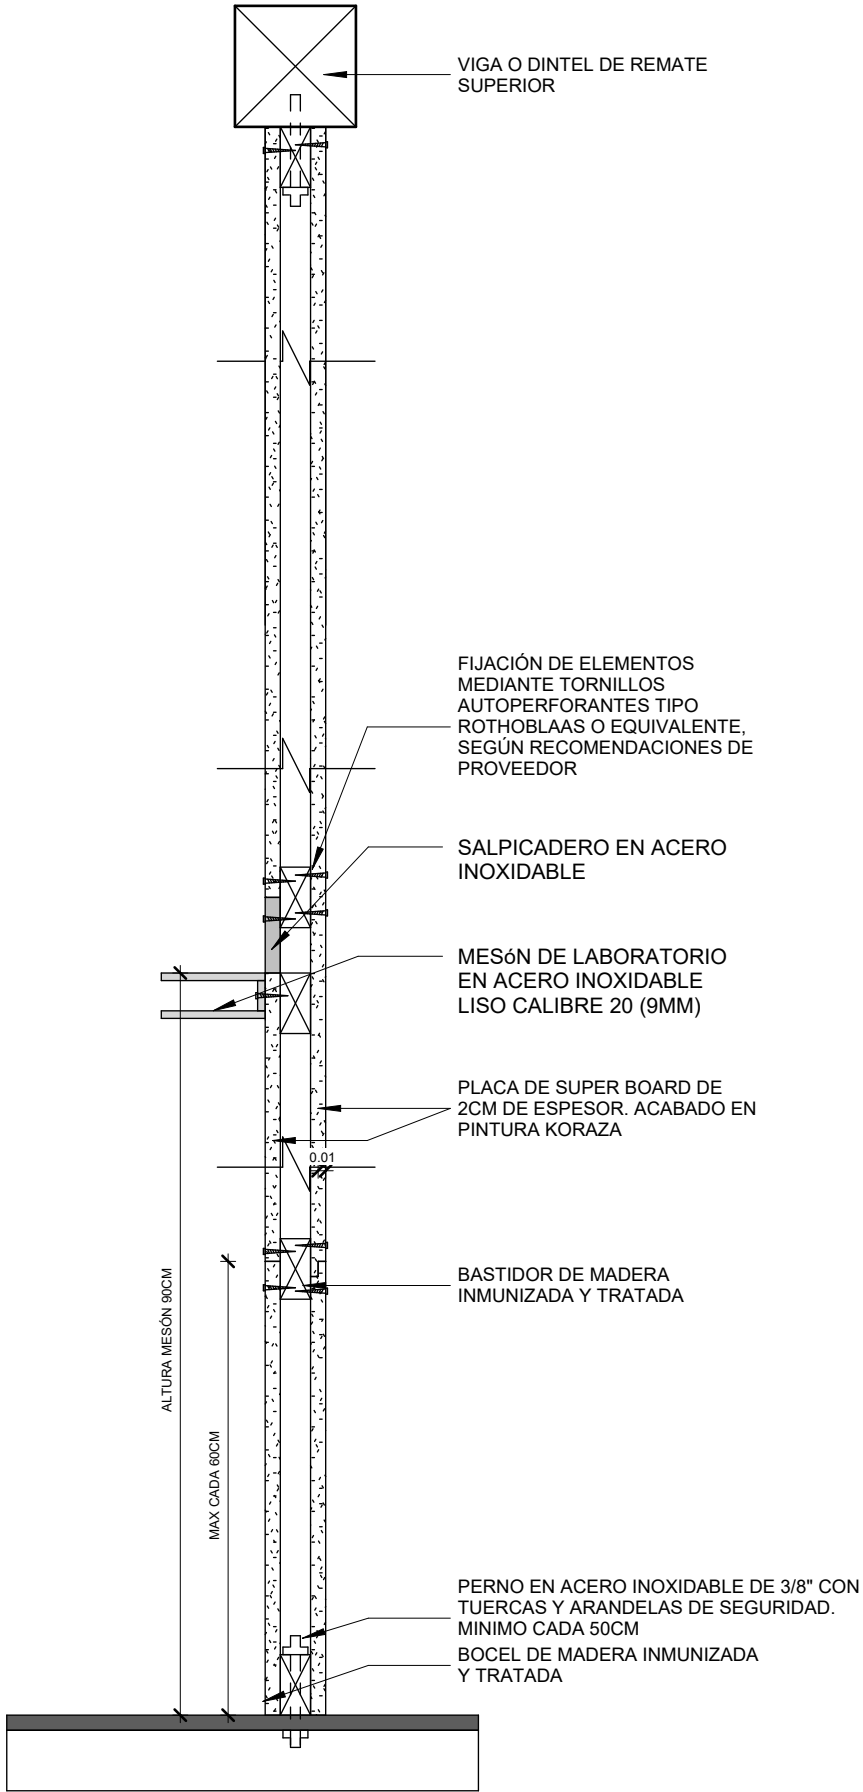 VIGA O DINTEL DE REMATE
SUPERIOR
FIJACIÓN DE ELEMENTOS
MEDIANTE TORNILLOS
AUTOPERFORANTES TIPO
ROTHOBLAAS O EQUIVALENTE,
SEGÚN RECOMENDACIONES DE
PROVEEDOR
SALPICADERO EN ACERO
INOXIDABLE
MESóN DE LABORATORIO
EN ACERO INOXIDABLE
LISO CALIBRE 20 (9MM)
PLACA DE SUPER BOARD DE
2CM DE ESPESOR. ACABADO EN
PINTURA KORAZA
0.01
BASTIDOR DE MADERA
INMUNIZADA Y TRATADA
ALTURA MESÓN 90CM
MAX CADA 60CM
PERNO EN ACERO INOXIDABLE DE 3/8" CON
TUERCAS Y ARANDELAS DE SEGURIDAD.
MINIMO CADA 50CM
BOCEL DE MADERA INMUNIZADA
Y TRATADA